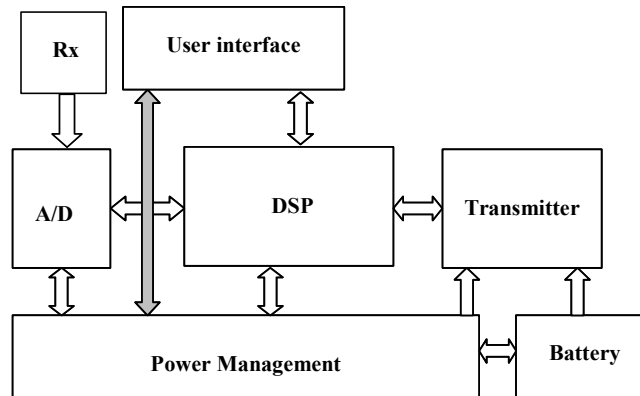 Rx
User interface
A/D
DSP
Transmitter
Power Management
Battery